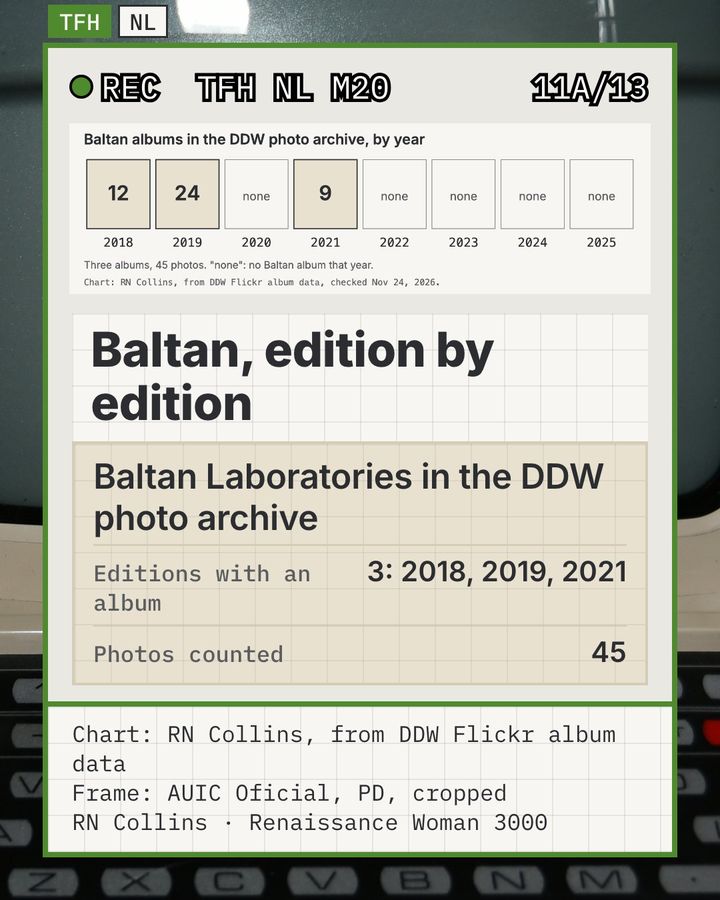 TFH NL
REC TFH NL M20 11A/13
Baltan albums in the DDW photo archive, by year
12 24 none 9 none none none none
2018 2019 2020 2021 2022 2023 2024 2025
Three albums, 45 photos. "none": no Baltan album that year.
Chart: RN Collins, from DDW Flickr album data, checked Nov 24, 2026.
Baltan, edition by
edition
Baltan Laboratories in the DDW
photo archive
Editions with an 3: 2018, 2019, 2021
album
Photos counted 45
Chart: RN Collins, from DDW Flickr album
data
Frame: AUIC Oficial, PD, cropped
RN Collins · Renaissance Woman 3000
Z X C V B N M